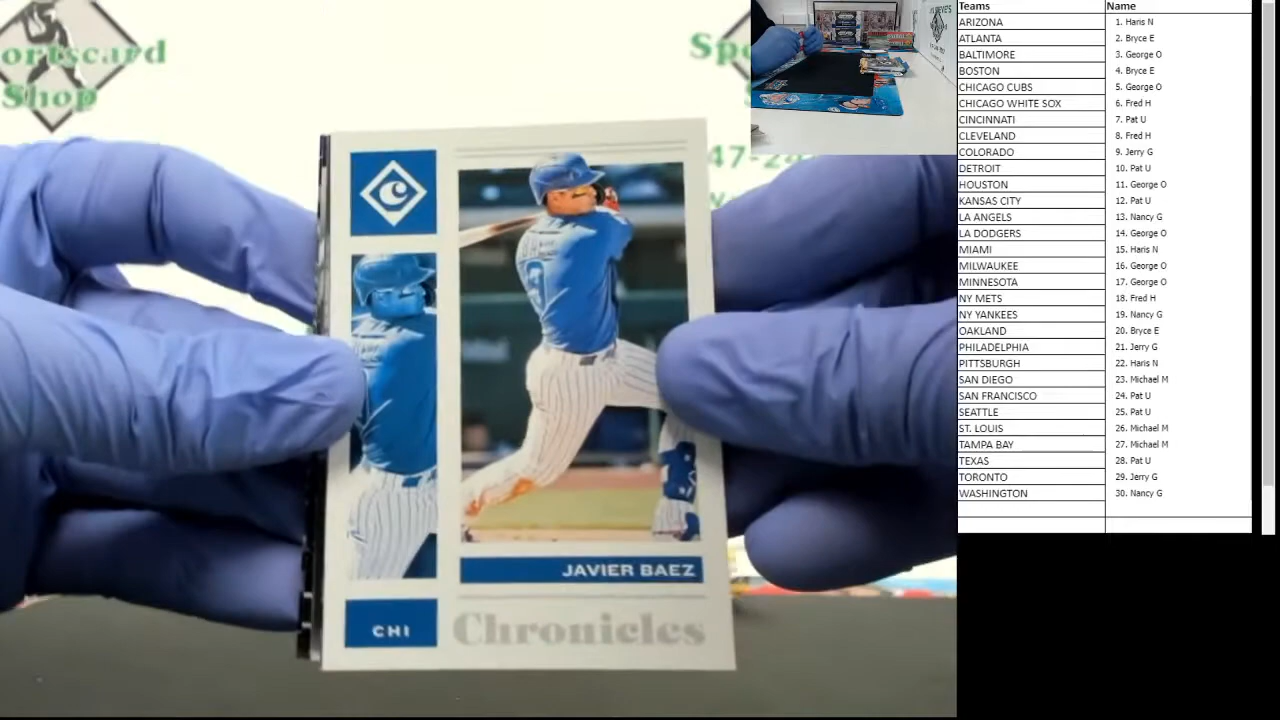 ortscard
Shop
Sp
JAVIER BAEZ
CHI
Chronicles
Teams Name
ARIZONA 1. Haris N
ATLANTA 2. Bryce E
BALTIMORE 3. George O
BOSTON 4. Bryce E
CHICAGO CUBS 5. George O
CHICAGO WHITE SOX 6. Fred H
CINCINNATI 7. Pat U
CLEVELAND 8. Fred H
COLORADO 9. Jerry G
DETROIT 10. Pat U
HOUSTON 11. George O
KANSAS CITY 12. Pat U
LA ANGELS 13. Nancy G
LA DODGERS 14. George O
MIAMI 15. Haris N
MILWAUKEE 16. George O
MINNESOTA 17. George O
NY METS 18. Fred H
NY YANKEES 19. Nancy G
OAKLAND 20. Bryce E
PHILADELPHIA 21. Jerry G
PITTSBURGH 22. Haris N
SAN DIEGO 23. Michael M
SAN FRANCISCO 24. Pat U
SEATTLE 25. Pat U
ST. LOUIS 26. Michael M
TAMPA BAY 27. Michael M
TEXAS 28. Pat U
TORONTO 29. Jerry G
WASHINGTON 30. Nancy G